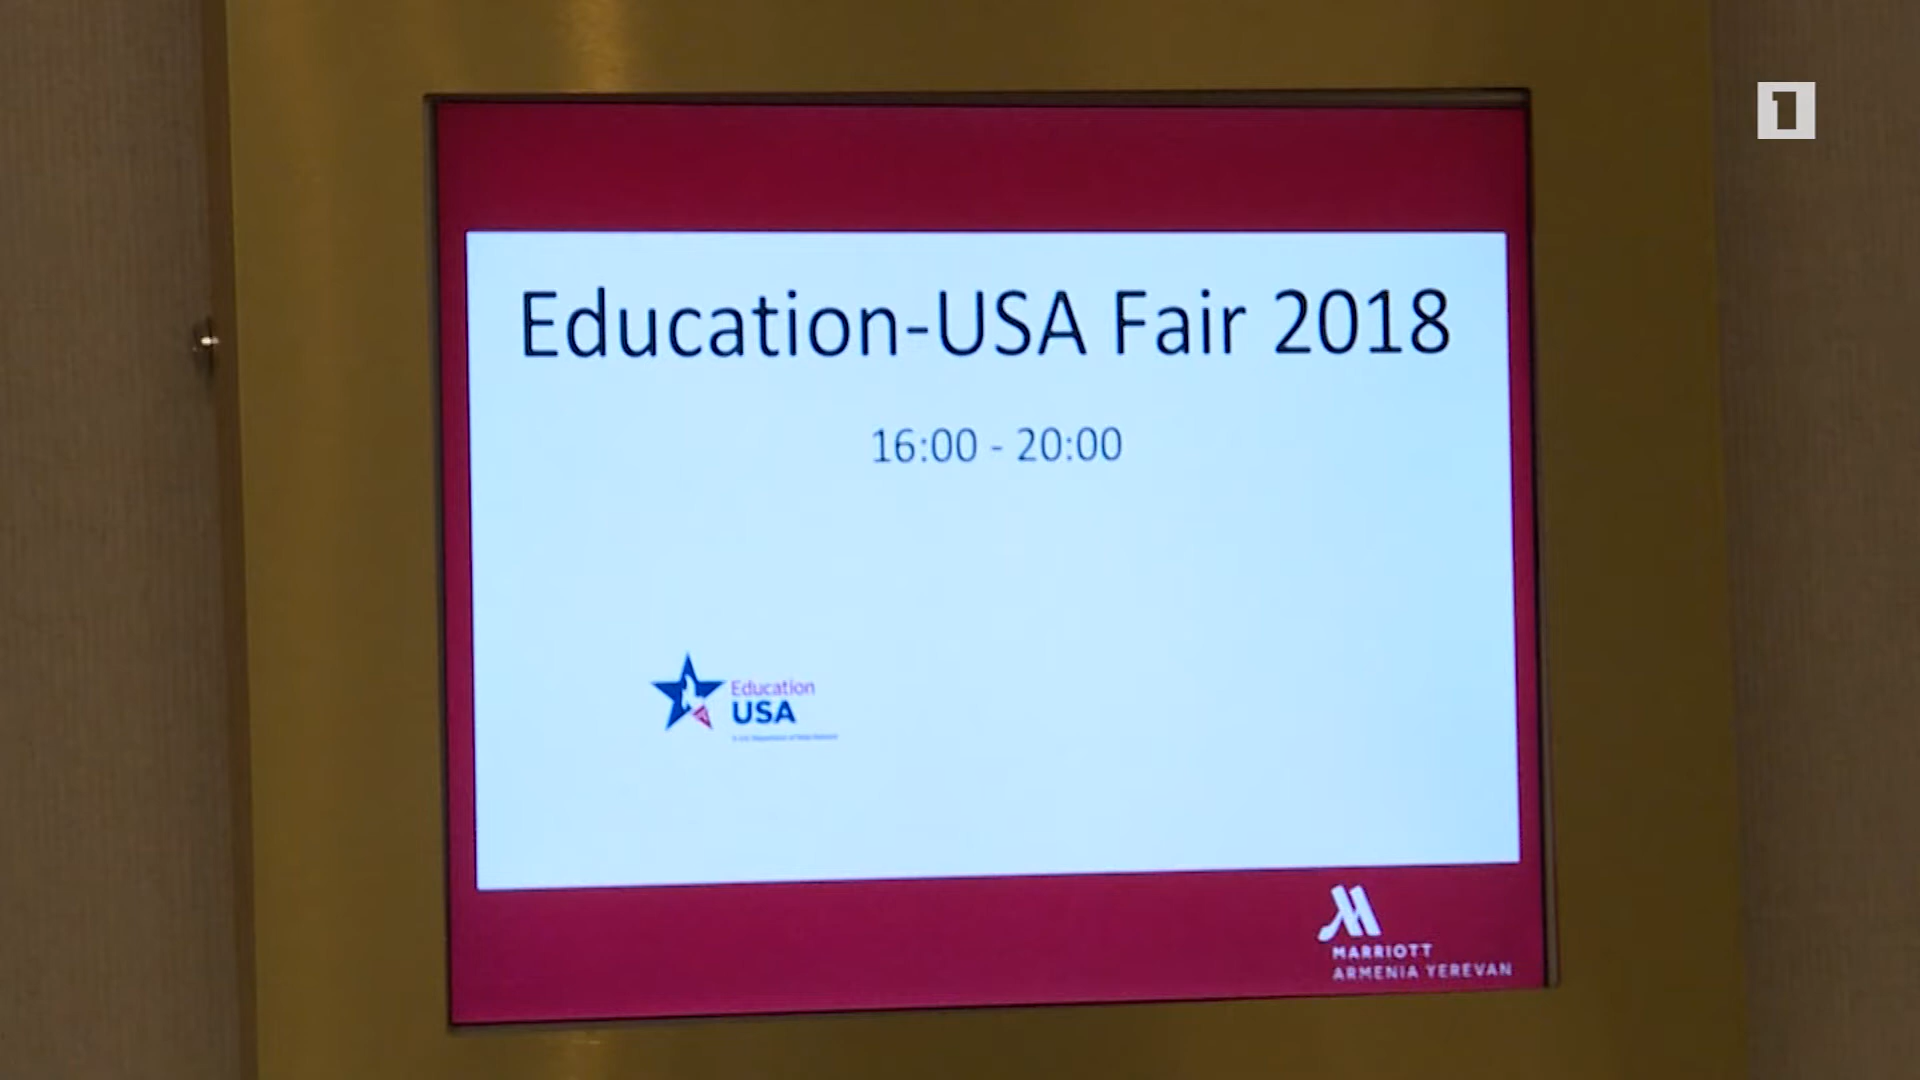 1
Education-USA Fair 2018
16:00 - 20:00
Education
USA
MARRIOTT
ARMENIA YEREVAN